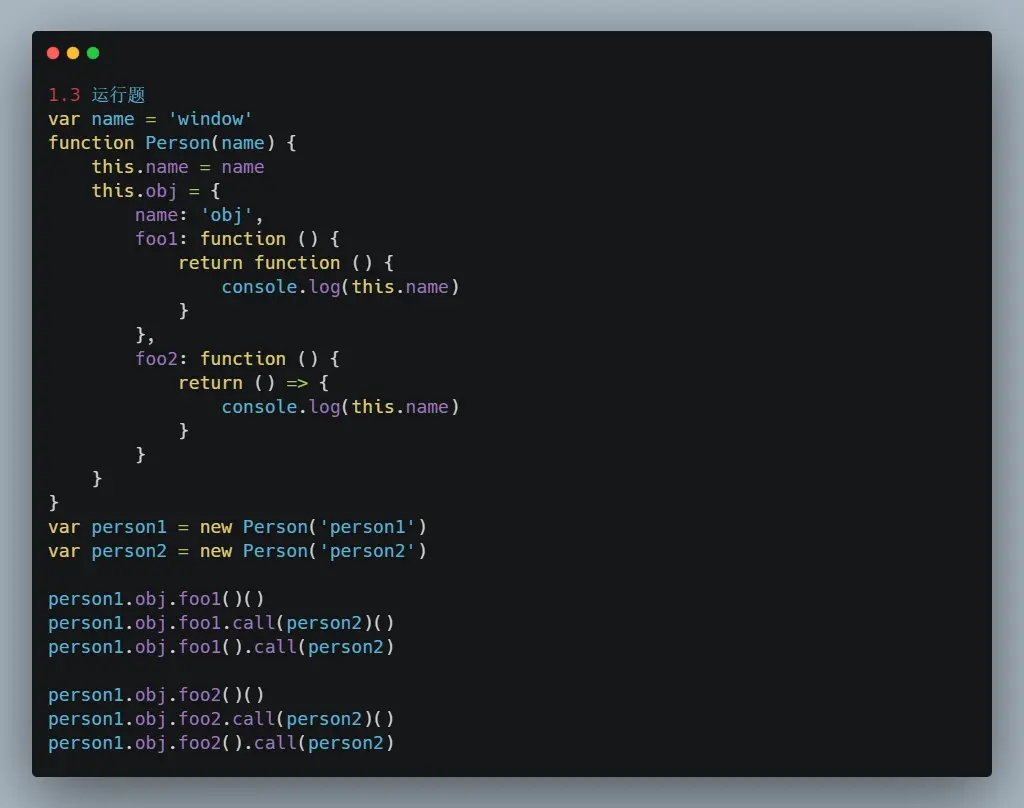 1.3 运行题
var name = 'window'
function Person(name) {
    this.name = name
    this.obj = {
        name: 'obj',
        foo1: function () {
            return function () {
                console.log(this.name)
            }
        },
        foo2: function () {
            return () => {
                console.log(this.name)
            }
        }
    }
}
var person1 = new Person('person1')
var person2 = new Person('person2')

person1.obj.foo1()()
person1.obj.foo1.call(person2)()
person1.obj.foo1().call(person2)

person1.obj.foo2()()
person1.obj.foo2.call(person2)()
person1.obj.foo2().call(person2)